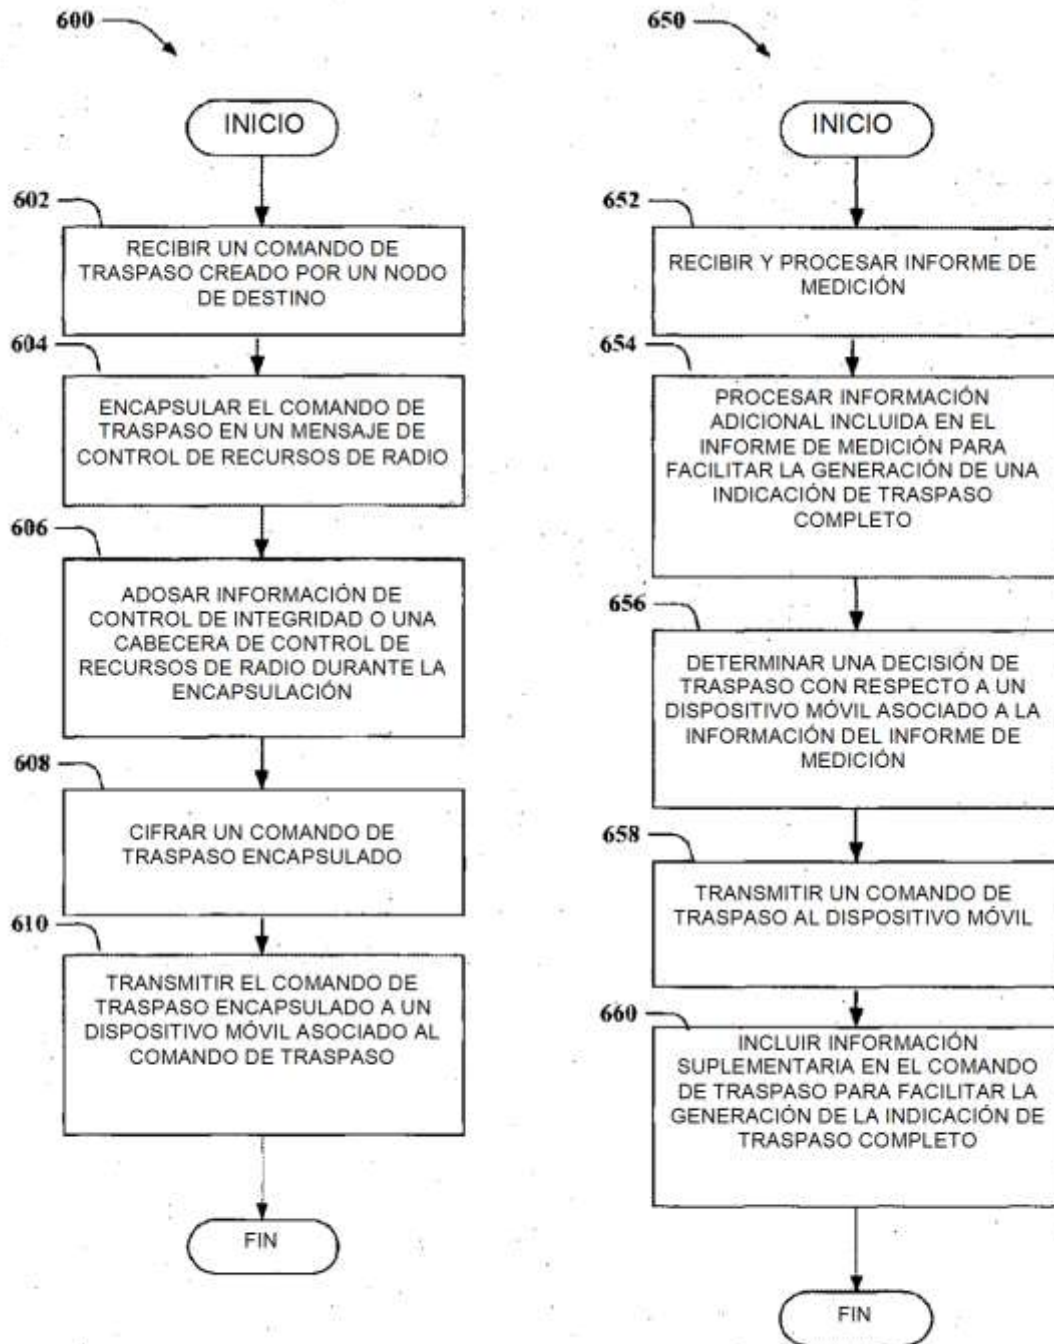 600
INICIO
602
RECIBIR UN COMANDO DE
TRASPASO CREADO POR UN NODO
DE DESTINO
604
ENCAPSULAR EL COMANDO DE
TRASPASO EN UN MENSAJE DE
CONTROL DE RECURSOS DE RADIO
606
ADOSAR INFORMACIÓN DE
CONTROL DE INTEGRIDAD O UNA
CABECERA DE CONTROL DE
RECURSOS DE RADIO DURANTE LA
ENCAPSULACIÓN
608
CIFRAR UN COMANDO DE
TRASPASO ENCAPSULADO
610
TRANSMITIR EL COMANDO DE
TRASPASO ENCAPSULADO A UN
DISPOSITIVO MÓVIL ASOCIADO AL
COMANDO DE TRASPASO
FIN
650
INICIO
652
RECIBIR Y PROCESAR INFORME DE
MEDICIÓN
654
PROCESAR INFORMACIÓN
ADICIONAL INCLUIDA EN EL
INFORME DE MEDICIÓN PARA
FACILITAR LA GENERACIÓN DE UNA
INDICACIÓN DE TRASPASO
COMPLETO
656
DETERMINAR UNA DECISIÓN DE
TRASPASO CON RESPECTO A UN
DISPOSITIVO MÓVIL ASOCIADO A LA
INFORMACIÓN DEL INFORME DE
MEDICIÓN
658
TRANSMITIR UN COMANDO DE
TRASPASO AL DISPOSITIVO MÓVIL
660
INCLUIR INFORMACIÓN
SUPLEMENTARIA EN EL COMANDO
DE TRASPASO PARA FACILITAR LA
GENERACIÓN DE LA INDICACIÓN DE
TRASPASO COMPLETO
FIN